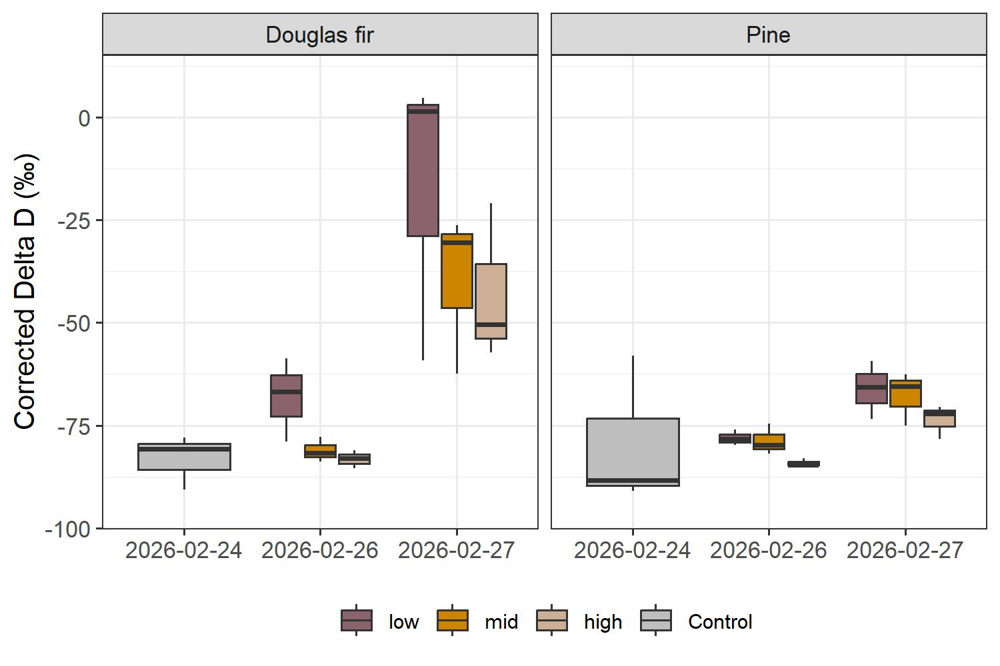 Douglas fir
Pine
Corrected Delta D (‰)
0
-25
-50
-75
-100
2026-02-24 2026-02-26 2026-02-27
2026-02-24 2026-02-26 2026-02-27
low mid high Control